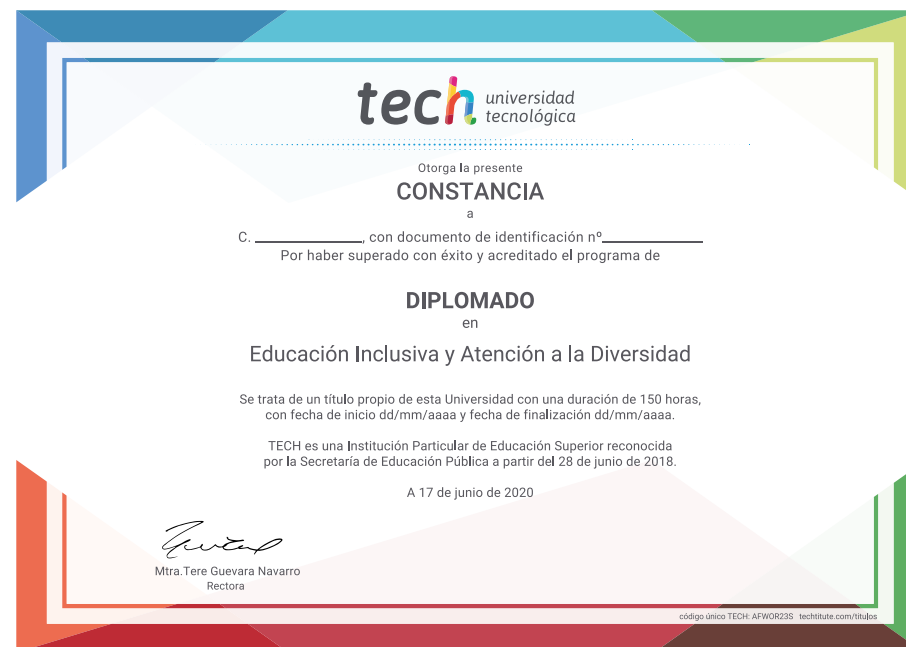 tech universidad
tecnológica
Otorga la presente
CONSTANCIA
a
C. ____________, con documento de identificación nº____________
Por haber superado con éxito y acreditado el programa de
DIPLOMADO
en
Educación Inclusiva y Atención a la Diversidad
Se trata de un título propio de esta Universidad con una duración de 150 horas,
con fecha de inicio dd/mm/aaaa y fecha de finalización dd/mm/aaaa.
TECH es una Institución Particular de Educación Superior reconocida
por la Secretaría de Educación Pública a partir del 28 de junio de 2018.
A 17 de junio de 2020
Mtra.Tere Guevara Navarro
Rectora
código único TECH: AFWOR23S techtitute.com/titulos